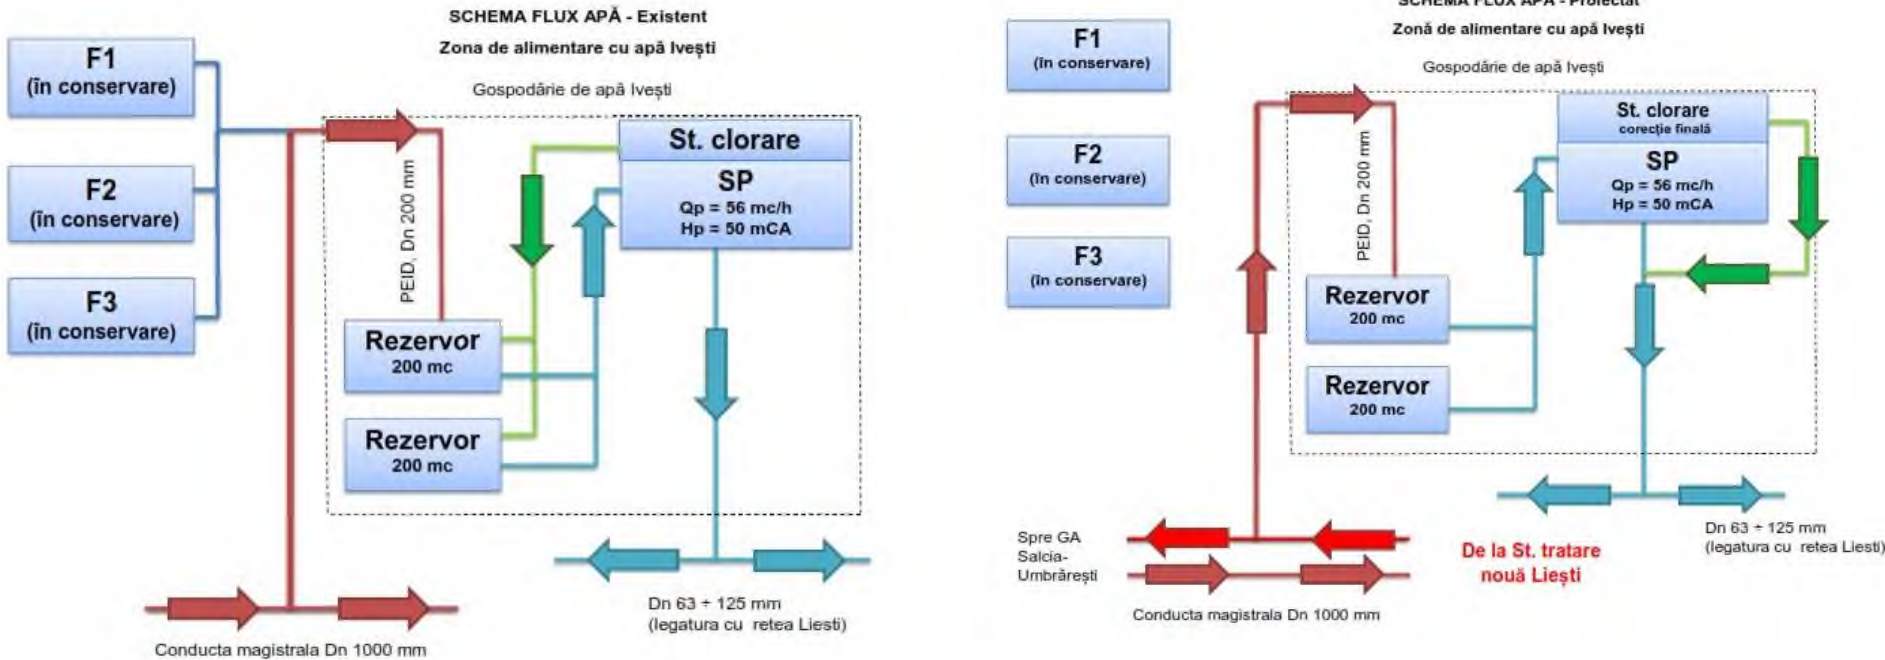 SCHEMA FLUX APĂ - Existent
Zona de alimentare cu apă Ivești
Gospodărie de apă Ivești
F1
(în conservare)
F2
(în conservare)
F3
(în conservare)
PEID, Dn 200 mm
St. clorare
SP
Qp = 56 mc/h
Hp = 50 mCA
Rezervor
200 mc
Rezervor
200 mc
Dn 63 ÷ 125 mm
(legatura cu retea Liesti)
Conducta magistrala Dn 1000 mm
SCHEMA FLUX APĂ - Proiectat
Zonă de alimentare cu apă Ivești
Gospodărie de apă Ivești
F1
(în conservare)
F2
(în conservare)
F3
(în conservare)
PEID, Dn 200 mm
St. clorare
corecție finală
SP
Qp = 56 mc/h
Hp = 50 mCA
Rezervor
200 mc
Rezervor
200 mc
Spre GA
Salcia-
Umbrărești
De la St. tratare
nouă Liești
Dn 63 ÷ 125 mm
(legatura cu retea Liesti)
Conducta magistrala Dn 1000 mm